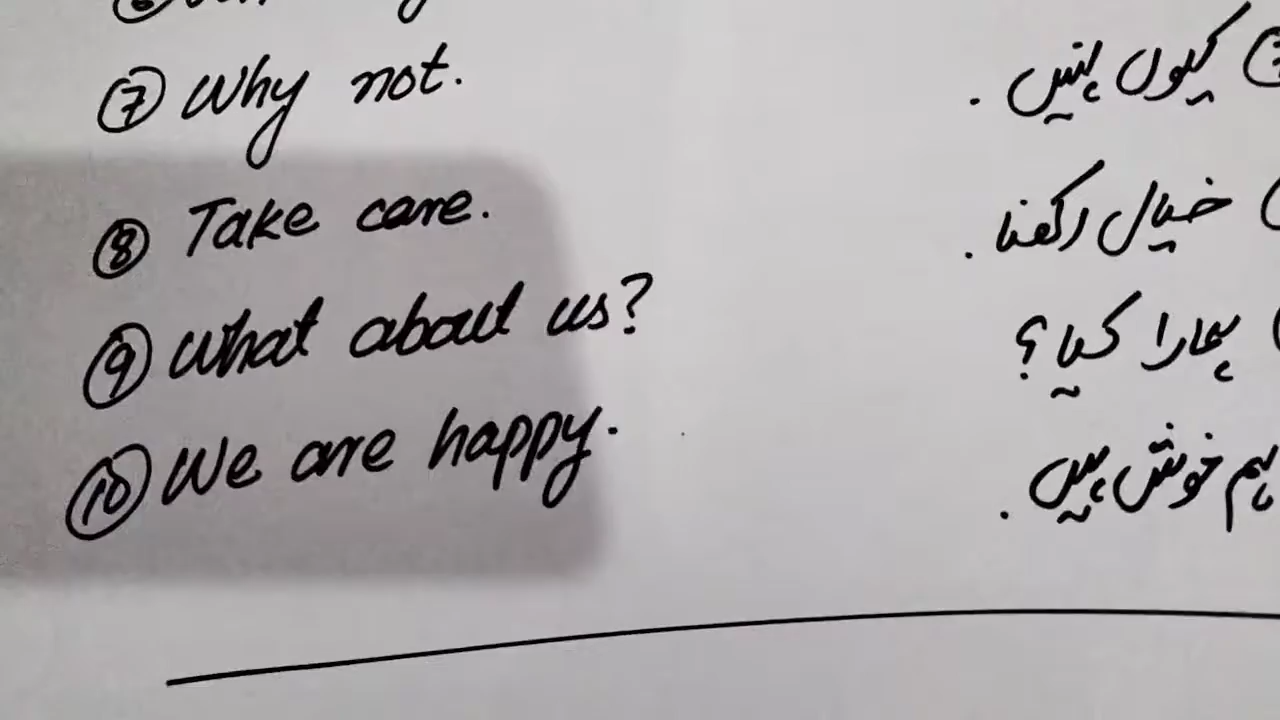 ⑦ Why not.
کیوں نہیں .
⑧ Take care.
خیال رکھنا .
⑨ What about us?
ہمارا کیا؟
⑩ We are happy.
ہم خوش ہیں .